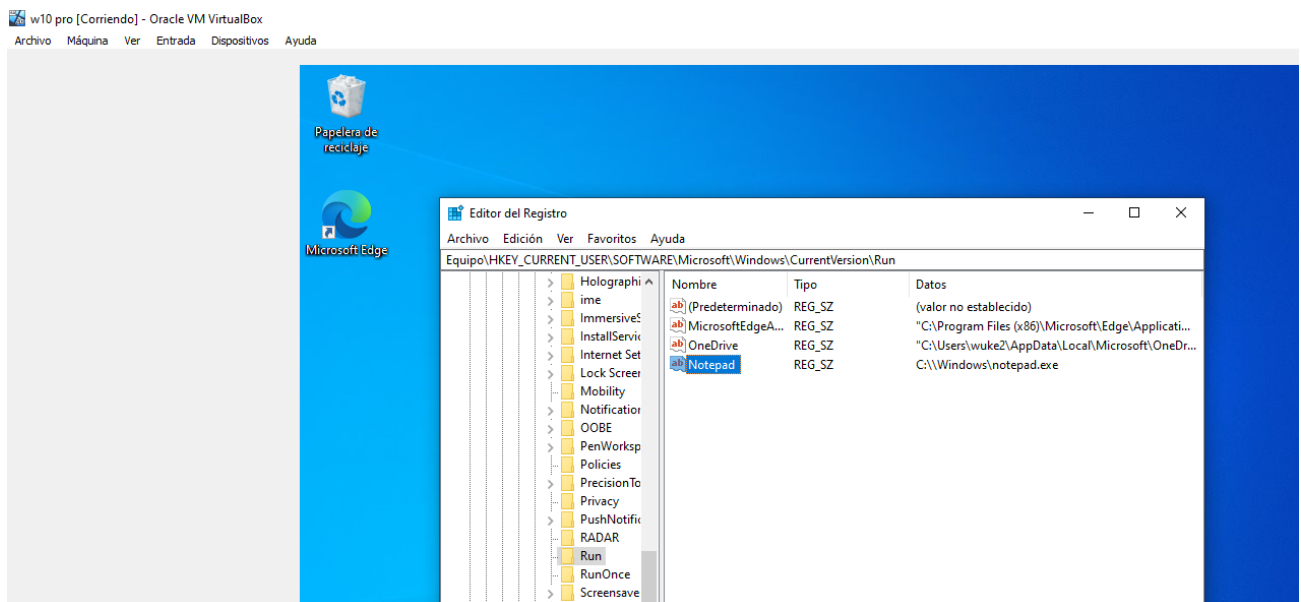 w10 pro [Corriendo] - Oracle VM VirtualBox
Archivo Máquina Ver Entrada Dispositivos Ayuda
Papelera de
reciclaje
Microsoft Edge
Editor del Registro
Archivo Edición Ver Favoritos Ayuda
Equipo\HKEY_CURRENT_USER\SOFTWARE\Microsoft\Windows\CurrentVersion\Run
Holographi
ime
ImmersiveS
InstallServic
Internet Set
Lock Screer
Mobility
Notification
OOBE
PenWorksp
Policies
PrecisionTo
Privacy
PushNotific
RADAR
Run
RunOnce
Screensave
Nombre Tipo Datos
(Predeterminado) REG_SZ (valor no establecido)
MicrosoftEdgeA... REG_SZ "C:\Program Files (x86)\Microsoft\Edge\Applicati...
OneDrive REG_SZ "C:\Users\wuke2\AppData\Local\Microsoft\OneDr...
Notepad REG_SZ C:\\Windows\notepad.exe